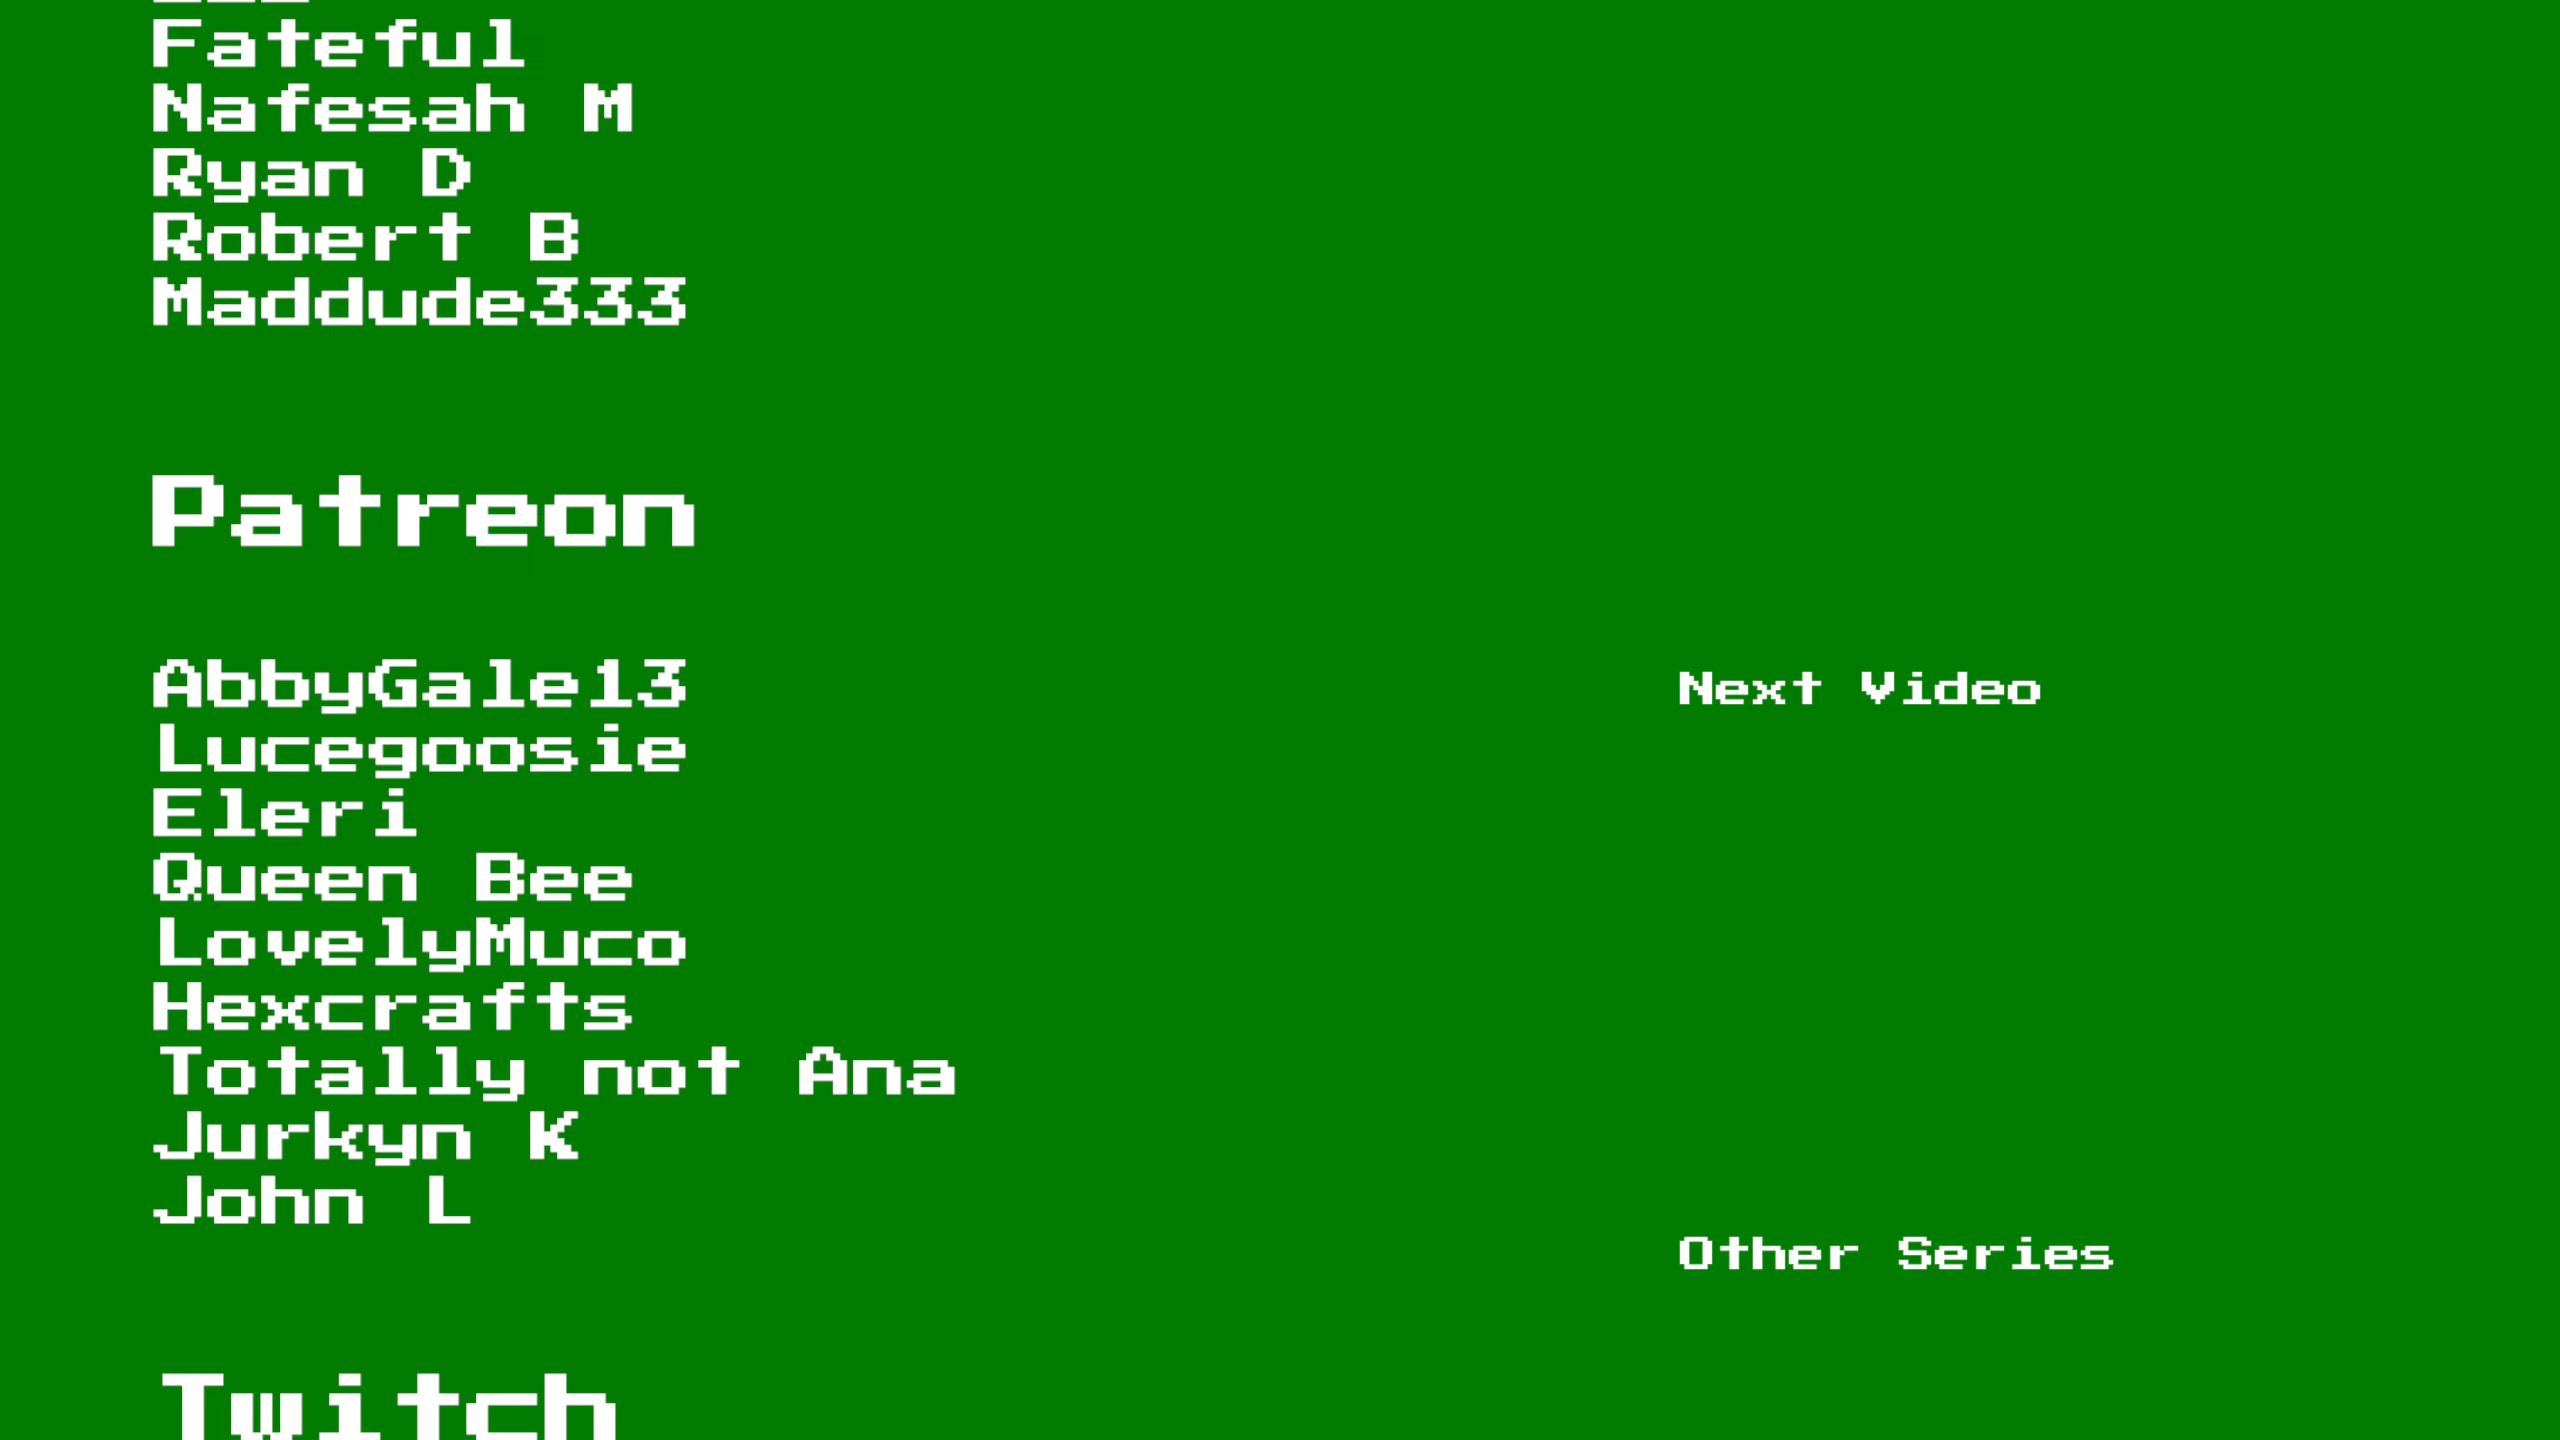 Fateful
Nafesah M
Ryan D
Robert B
Maddude333
Patreon
AbbyGale13
Lucegoosie
Eleri
Queen Bee
LovelyMuco
Hexcrafts
Totally not Ana
Jurkyn K
John L
Twitch
Next Video
Other Series